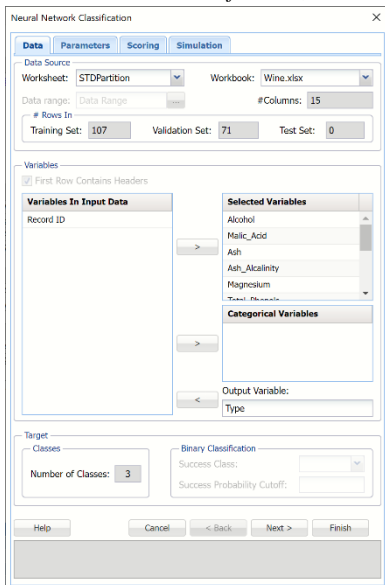 Neural Network Classification
Data Parameters Scoring Simulation
Data Source
Worksheet: STDPartition Workbook: Wine.xlsx
Data range: Data Range ... #Columns: 15
# Rows In
Training Set: 107 Validation Set: 71 Test Set: 0
Variables
First Row Contains Headers
Variables In Input Data Selected Variables
Record ID Alcohol
Malic_Acid
> Ash
Ash_Alcalinity
Magnesium
Total_Phenols
Categorical Variables
>
Output Variable:
< Type
Target
Classes Binary Classification
Number of Classes: 3 Success Class:
Success Probability Cutoff:
Help Cancel < Back Next > Finish